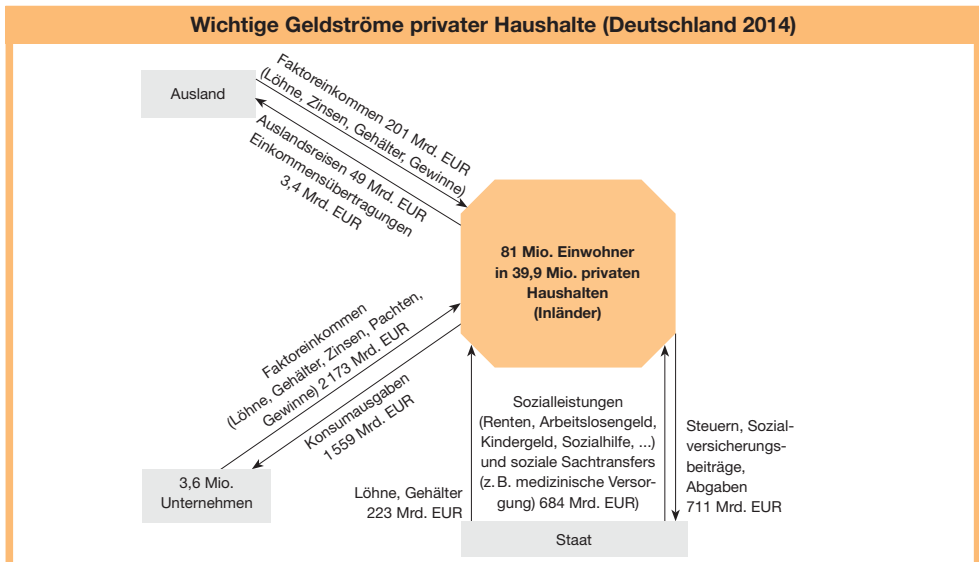 Wichtige Geldströme privater Haushalte (Deutschland 2014)
Ausland
Faktoreinkommen 201 Mrd. EUR
(Löhne, Zinsen, Gehälter, Gewinne)
Auslandsreisen 49 Mrd. EUR
Einkommensübertragungen
3,4 Mrd. EUR
81 Mio. Einwohner
in 39,9 Mio. privaten
Haushalten
(Inländer)
Faktoreinkommen
(Löhne, Gehälter, Zinsen, Pachten,
Gewinne) 2 173 Mrd. EUR
Konsumausgaben
1 559 Mrd. EUR
3,6 Mio.
Unternehmen
Löhne, Gehälter
223 Mrd. EUR
Sozialleistungen
(Renten, Arbeitslosengeld,
Kindergeld, Sozialhilfe, ...)
und soziale Sachtransfers
(z. B. medizinische Versor-
gung) 684 Mrd. EUR)
Steuern, Sozial-
versicherungs-
beiträge,
Abgaben
711 Mrd. EUR
Staat